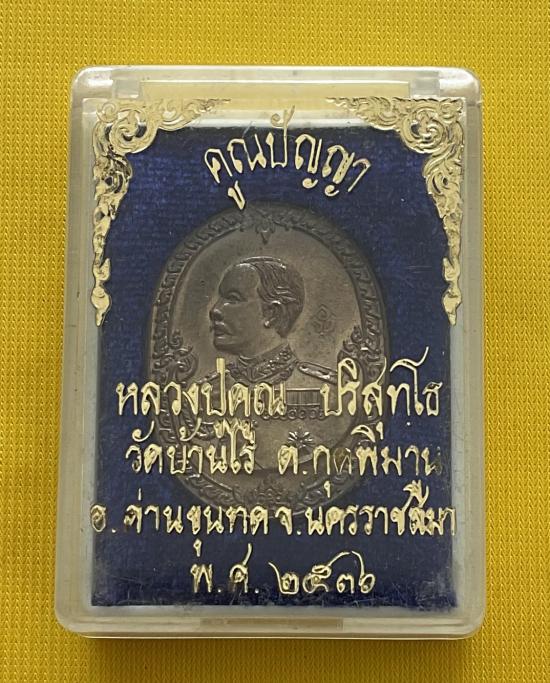 คูณปัญญา
หลวงปู่คูณ ปริสุทฺโธ
วัดบ้านไร่ ต.กุดพิมาน
อ.ด่านขุนทด จ.นครราชสีมา
พ.ศ. ๒๕๓๖